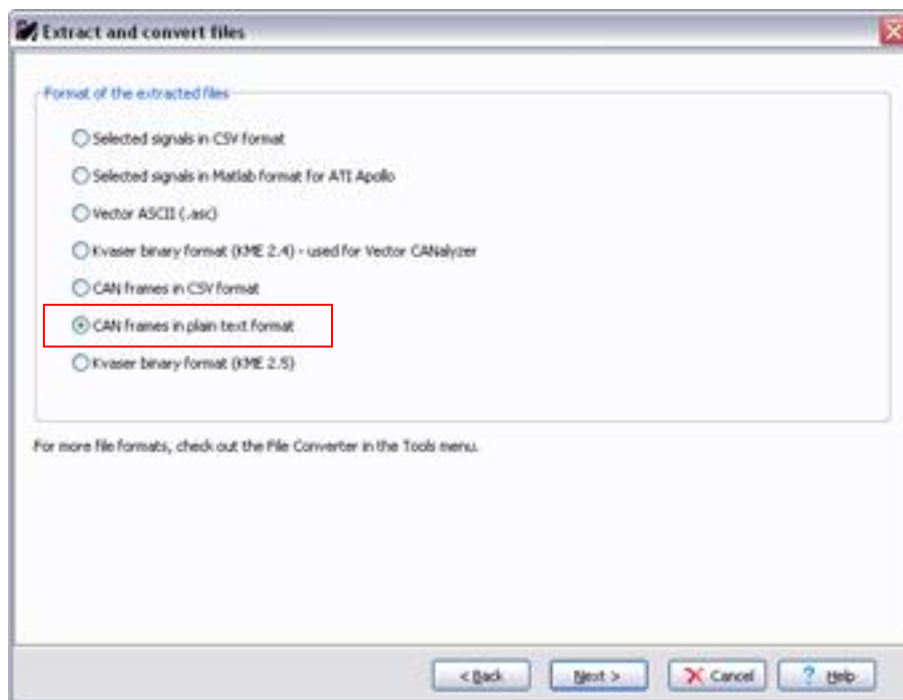 Extract and convert files
Format of the extracted files
Selected signals in CSV format
Selected signals in Matlab format for ATI Apollo
Vector ASCII (.asc)
Kvaser binary format (KME 2.4) - used for Vector CANalyzer
CAN frames in CSV format
CAN frames in plain text format
Kvaser binary format (KME 2.5)
For more file formats, check out the File Converter in the Tools menu.
< Back
Next >
Cancel
? Help